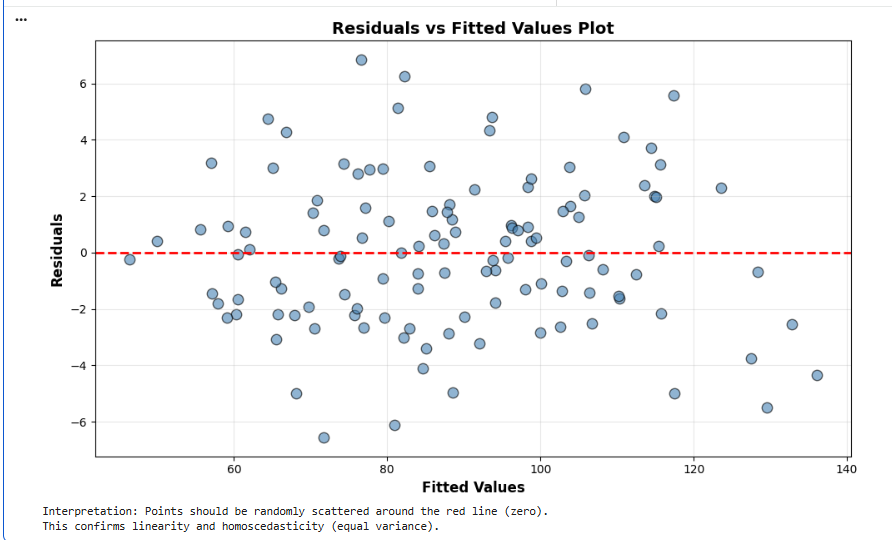 ...
Residuals vs Fitted Values Plot
6
4
2
0
−2
−4
−6
Residuals
60 80 100 120 140
Fitted Values
Interpretation: Points should be randomly scattered around the red line (zero).
This confirms linearity and homoscedasticity (equal variance).